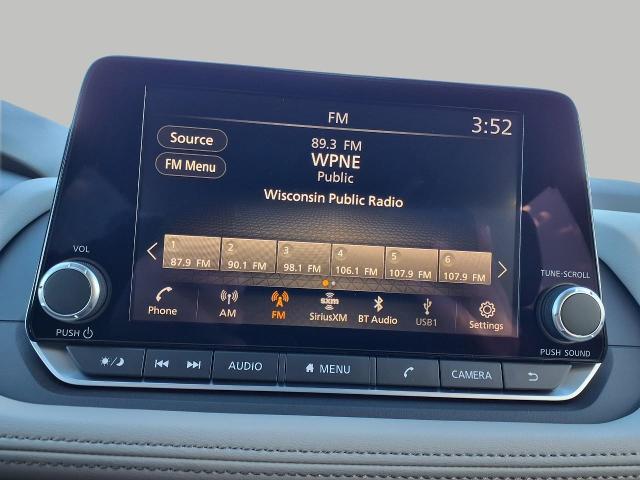 FM
3:52
Source
FM Menu
89.3 FM
WPNE
Public
Wisconsin Public Radio
1 2 3 4 5 6
87.9 FM 90.1 FM 98.1 FM 106.1 FM 107.9 FM 107.9 FM
Phone AM FM sxm SiriusXM BT Audio USB1 Settings
VOL
PUSH
TUNE-SCROLL
PUSH SOUND
AUDIO MENU CAMERA